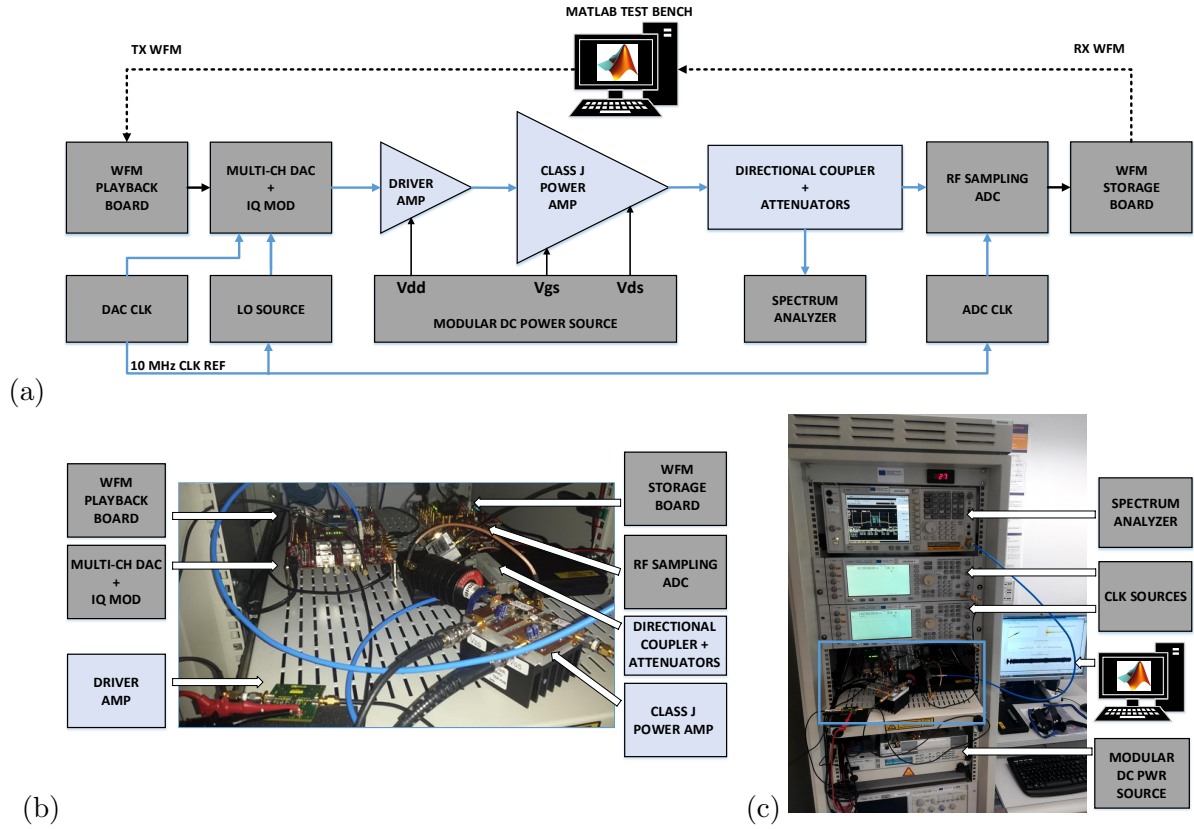 MATLAB TEST BENCH
TX WFM
RX WFM
WFM
PLAYBACK
BOARD
MULTI-CH DAC
+
IQ MOD
DRIVER
AMP
CLASS J
POWER
AMP
DIRECTIONAL COUPLER
+
ATTENUATORS
RF SAMPLING
ADC
WFM
STORAGE
BOARD
DAC CLK
LO SOURCE
Vdd
Vgs
Vds
MODULAR DC POWER SOURCE
SPECTRUM
ANALYZER
ADC CLK
10 MHz CLK REF
(a)
WFM
PLAYBACK
BOARD
MULTI-CH DAC
+
IQ MOD
DRIVER
AMP
WFM
STORAGE
BOARD
RF SAMPLING
ADC
DIRECTIONAL
COUPLER +
ATTENUATORS
CLASS J
POWER AMP
(b)
SPECTRUM
ANALYZER
CLK SOURCES
MODULAR
DC PWR
SOURCE
(c)